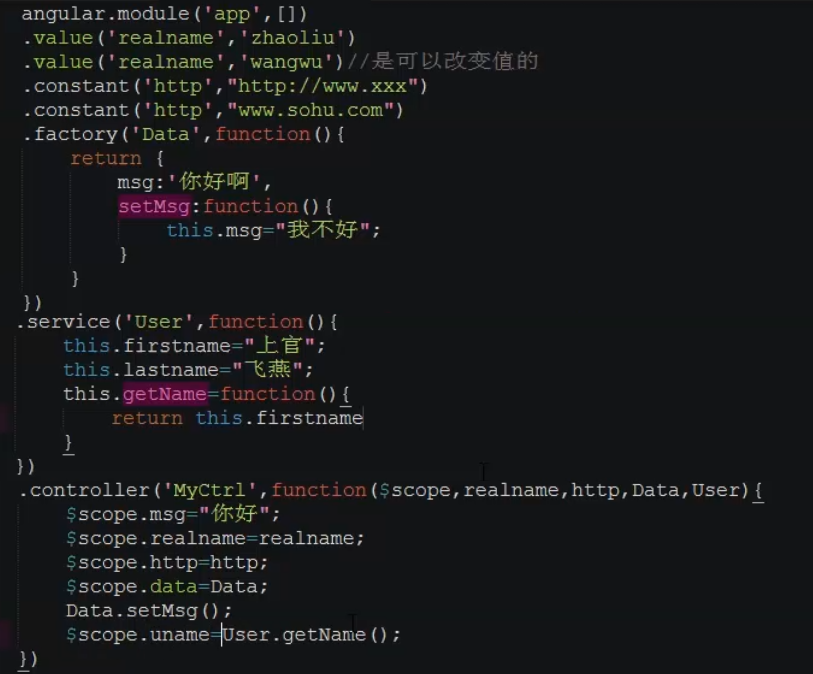 angular.module('app',[])
.value('realname','zhaoliu')
.value('realname','wangwu')//是可以改变值的
.constant('http',"http://www.xxx")
.constant('http',"www.sohu.com")
.factory('Data',function(){
    return {
        msg:'你好啊',
        setMsg:function(){
            this.msg="我不好";
        }
    }
})
.service('User',function(){
    this.firstname="上官";
    this.lastname="飞燕";
    this.getName=function(){
        return this.firstname
    }
})
.controller('MyCtrl',function($scope,realname,http,Data,User){
    $scope.msg="你好";
    $scope.realname=realname;
    $scope.http=http;
    $scope.data=Data;
    Data.setMsg();
    $scope.uname=User.getName();
})